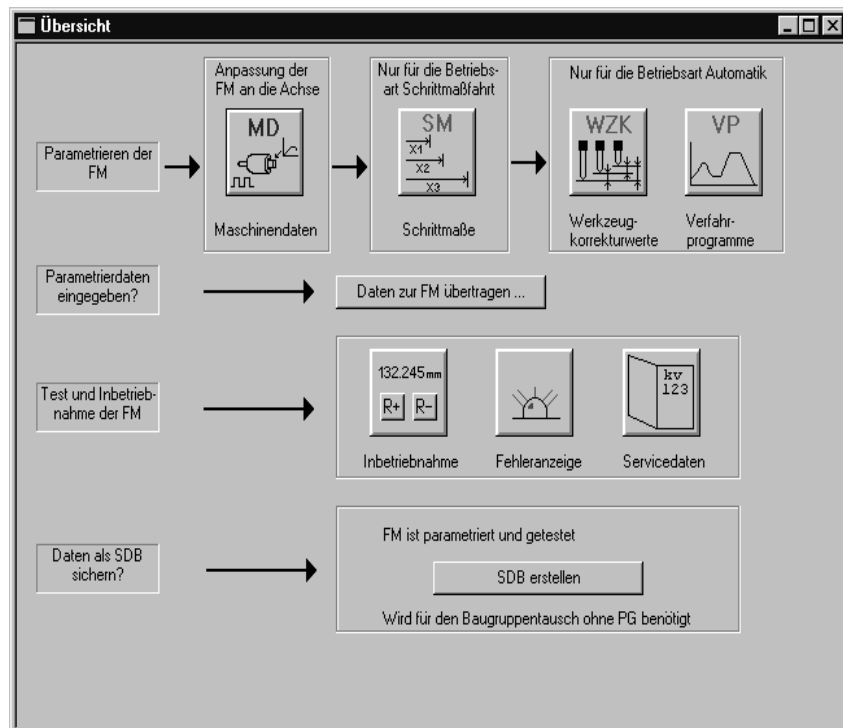 Übersicht
Anpassung der
FM an die Achse
Nur für die Betriebs-
art Schrittmaßfahrt
Nur für die Betriebsart Automatik
Parametrieren der
FM
MD
SM
X1
X2
X3
WZK
VP
Maschinendaten
Schrittmaße
Werkzeug-
korrekturwerte
Verfahr-
programme
Parametrierdaten
eingegeben?
Daten zur FM übertragen ...
Test und Inbetrieb-
nahme der FM
132.245mm
R+ R-
kv
123
Inbetriebnahme
Fehleranzeige
Servicedaten
Daten als SDB
sichern?
FM ist parametriert und getestet
SDB erstellen
Wird für den Baugruppentausch ohne PG benötigt